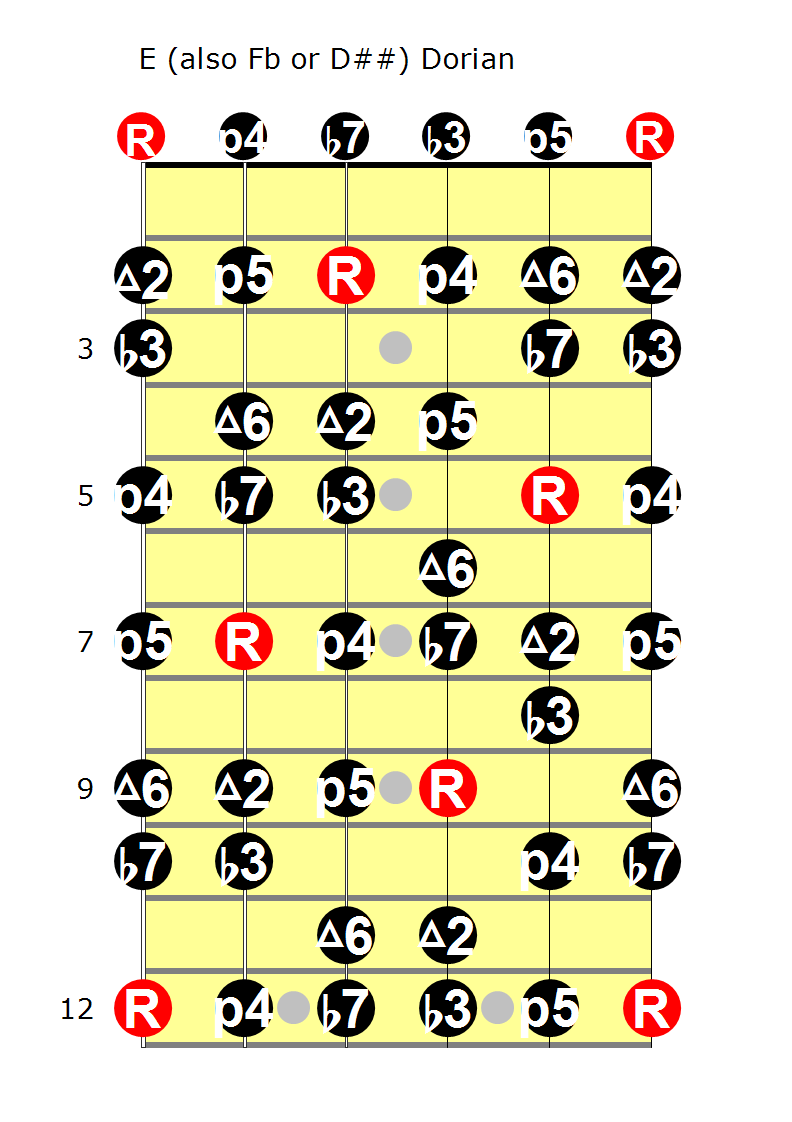 E (also Fb or D##) Dorian
R p4 ♭7 ♭3 p5 R
Δ2 p5 R p4 Δ6 Δ2
3 ♭3 ♭7 ♭3
Δ6 Δ2 p5
5 p4 ♭7 ♭3 R p4
Δ6
7 p5 R p4 ♭7 Δ2 p5
♭3
9 Δ6 Δ2 p5 R Δ6
♭7 ♭3 p4 ♭7
Δ6 Δ2
12 R p4 ♭7 ♭3 p5 R